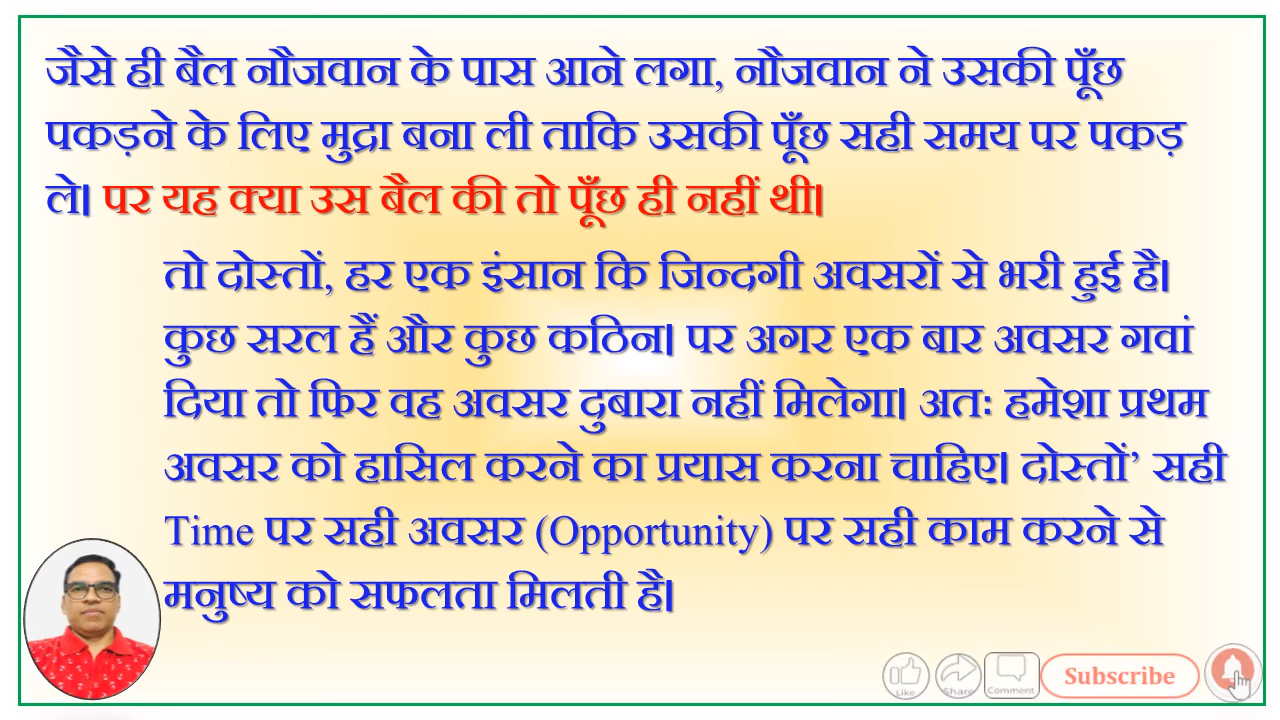 जैसे ही बैल नौजवान के पास आने लगा, नौजवान ने उसकी पूँछ
पकड़ने के लिए मुद्रा बना ली ताकि उसकी पूँछ सही समय पर पकड़
ले| पर यह क्या उस बैल की तो पूँछ ही नहीं थी|
तो दोस्तों, हर एक इंसान कि जिन्दगी अवसरों से भरी हुई है|
कुछ सरल हैं और कुछ कठिन| पर अगर एक बार अवसर गवां
दिया तो फिर वह अवसर दुबारा नहीं मिलेगा| अतः हमेशा प्रथम
अवसर को हासिल करने का प्रयास करना चाहिए| दोस्तों’ सही
Time पर सही अवसर (Opportunity) पर सही काम करने से
मनुष्य को सफलता मिलती है|
Like Share Comment Subscribe